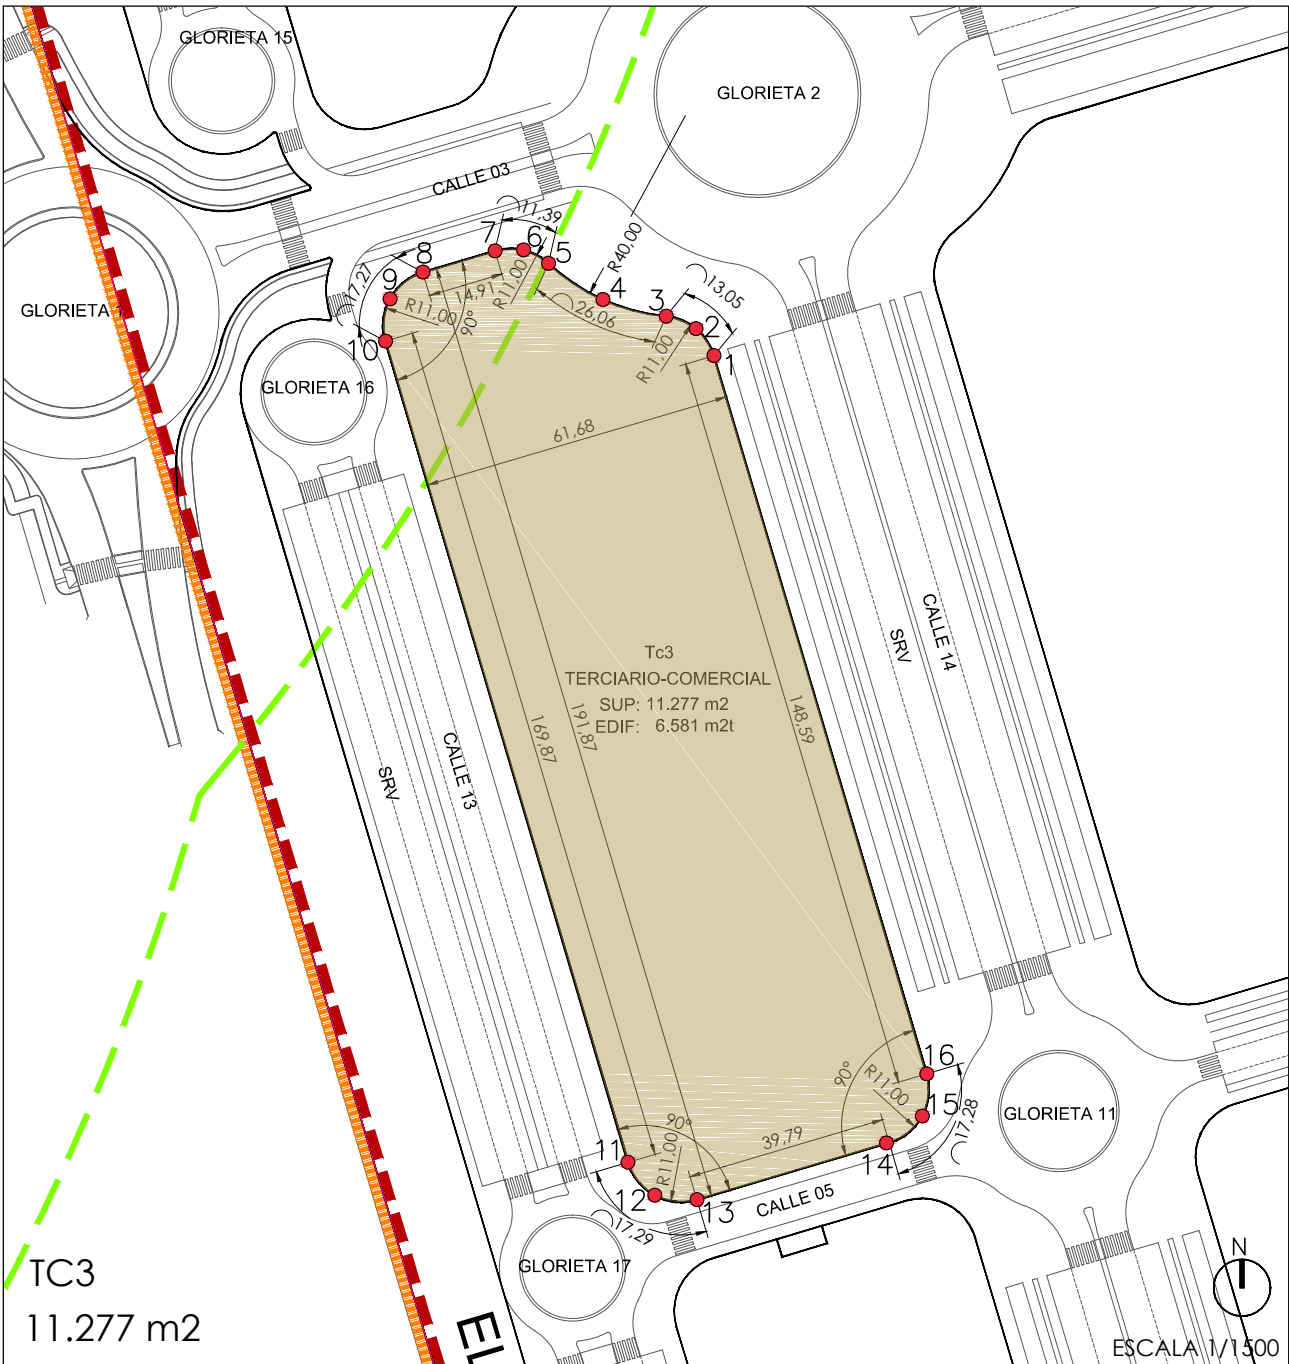 GLORIETA 15
GLORIETA 2
CALLE 03
11,39
7
6
5
8
R40,00
17,27
9
R11,00
14,91
R11,00
90°
4
26,06
3
13,05
2
R11,00
1
GLORIETA
10
GLORIETA 16
61,68
CALLE 14
SRV
Tc3
TERCIARIO-COMERCIAL
SUP: 11.277 m2
EDIF: 6.581 m2t
169,87
191,87
148,59
CALLE 13
SRV
16
90°
R11,00
15
GLORIETA 11
17,28
90°
39,79
14
11
R11,00
12
13
CALLE 05
17,29
GLORIETA 17
N
TC3
11.277 m2
EL
ESCALA 1/1500